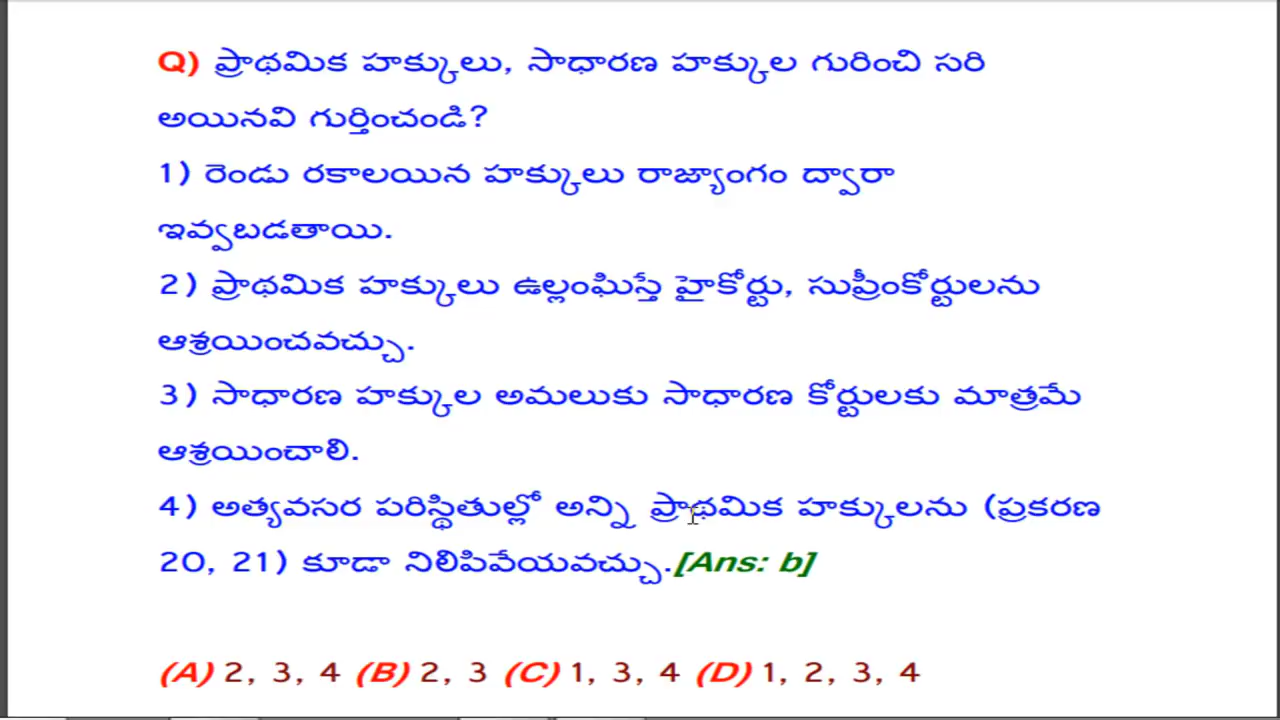 Q) ప్రాథమిక హక్కులు, సాధారణ హక్కుల గురించి సరి
అయినవి గుర్తించండి?
1) రెండు రకాలయిన హక్కులు రాజ్యాంగం ద్వారా
ఇవ్వబడతాయి.
2) ప్రాథమిక హక్కులు ఉల్లంఘిస్తే హైకోర్టు, సుప్రీంకోర్టులను
ఆశ్రయించవచ్చు.
3) సాధారణ హక్కుల అమలుకు సాధారణ కోర్టులకు మాత్రమే
ఆశ్రయించాలి.
4) అత్యవసర పరిస్థితుల్లో అన్ని ప్రాథమిక హక్కులను (ప్రకరణ
20, 21) కూడా నిలిపివేయవచ్చు.[Ans: b]
(A) 2, 3, 4 (B) 2, 3 (C) 1, 3, 4 (D) 1, 2, 3, 4